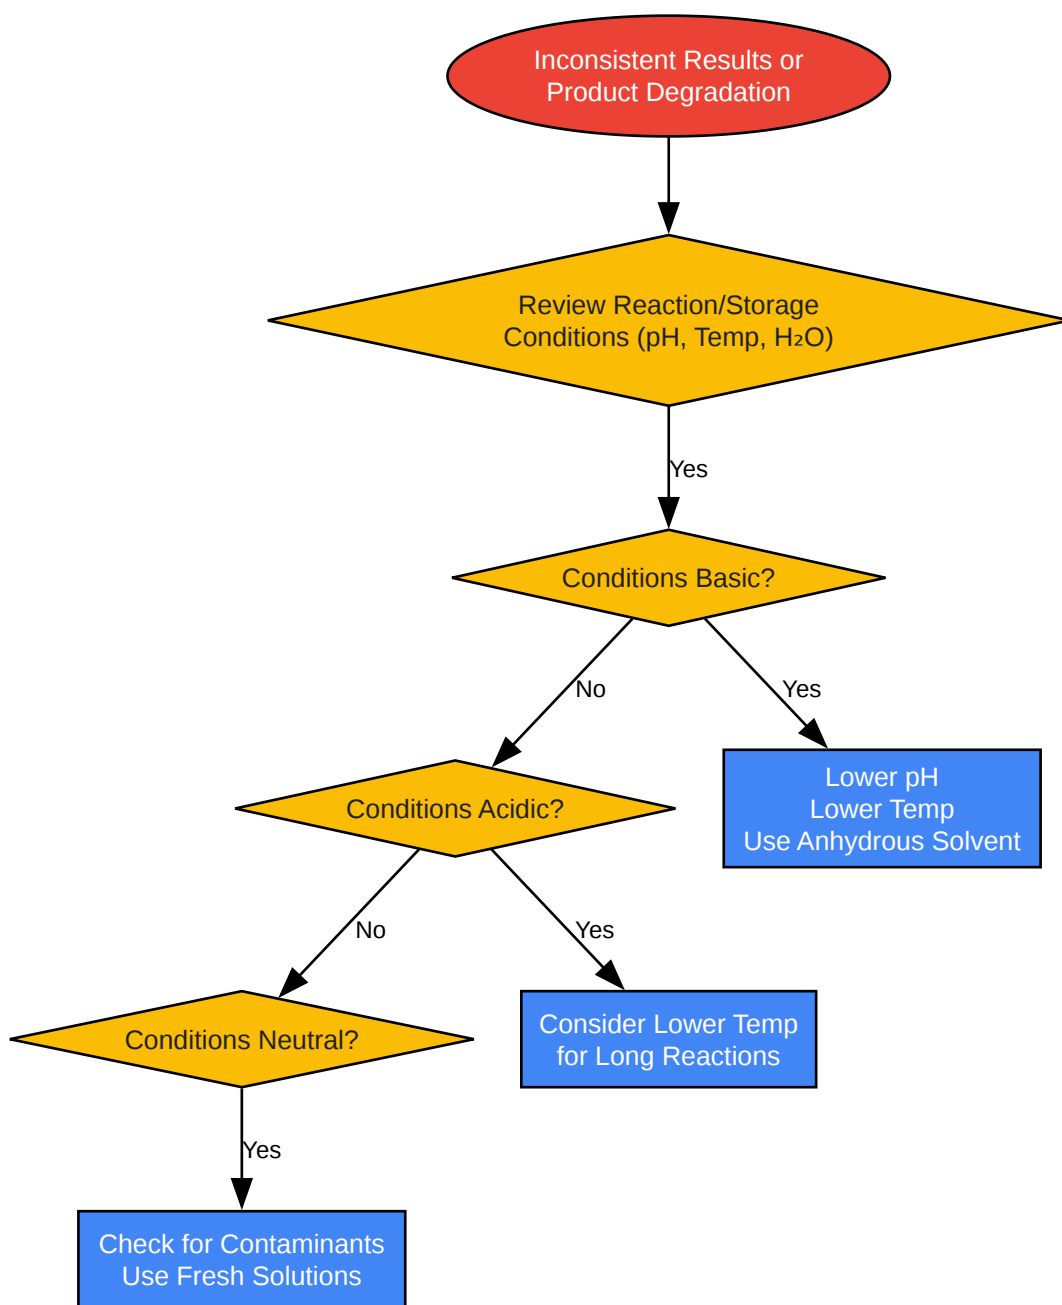 Inconsistent Results or
Product Degradation
Review Reaction/Storage
Conditions (pH, Temp, H₂O)
Yes
Conditions Basic?
No
Yes
Lower pH
Lower Temp
Use Anhydrous Solvent
Conditions Acidic?
No
Yes
Consider Lower Temp
for Long Reactions
Conditions Neutral?
Yes
Check for Contaminants
Use Fresh Solutions